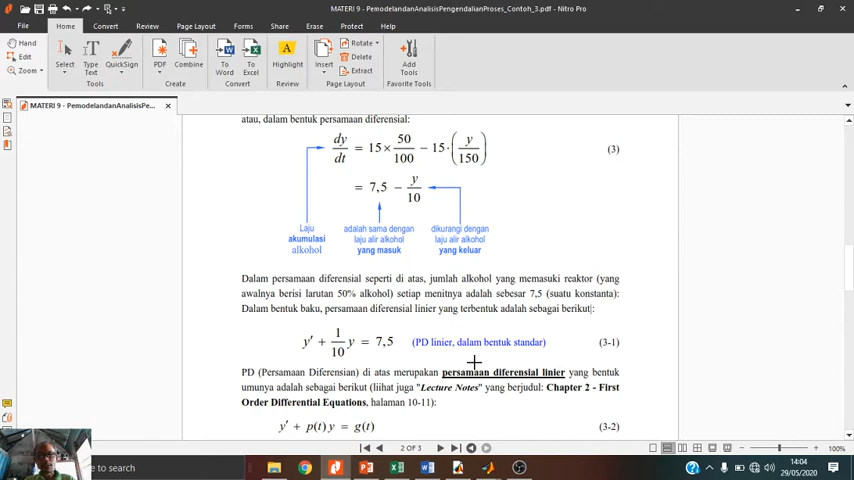 MATERI 9 - PemodelandanAnalisisPengendalianProses_Contoh_3.pdf - Nitro Pro
File Home Convert Review Page Layout Forms Share Erase Protect Help
Hand
Edit
Zoom
Select
Type Text
QuickSign
Tools
PDF
Combine
Create
To Word
To Excel
Convert
Highlight
Review
Insert
Rotate
Delete
Extract
Page Layout
Add Tools
Favorite Tools
MATERI 9 - PemodelandanAnalisisPe... ×
atau, dalam bentuk persamaan diferensial:
dy/dt = 15 × 50/100 − 15·(y/150) (3)
= 7,5 − y/10
Laju akumulasi alkohol
adalah sama dengan laju alir alkohol yang masuk
dikurangi dengan laju alir alkohol yang keluar
Dalam persamaan diferensial seperti di atas, jumlah alkohol yang memasuki reaktor (yang
awalnya berisi larutan 50% alkohol) setiap menitnya adalah sebesar 7,5 (suatu konstanta):
Dalam bentuk baku, persamaan diferensial linier yang terbentuk adalah sebagai berikut:
y′ + 1/10 y = 7,5 (PD linier, dalam bentuk standar) (3-1)
PD (Persamaan Diferensian) di atas merupakan persamaan diferensial linier yang bentuk
umunya adalah sebagai berikut (liihat juga "Lecture Notes" yang berjudul: Chapter 2 - First
Order Differential Equations, halaman 10-11):
y′ + p(t) y = g(t) (3-2)
2 OF 3
100%
here to search
14:04
29/05/2020